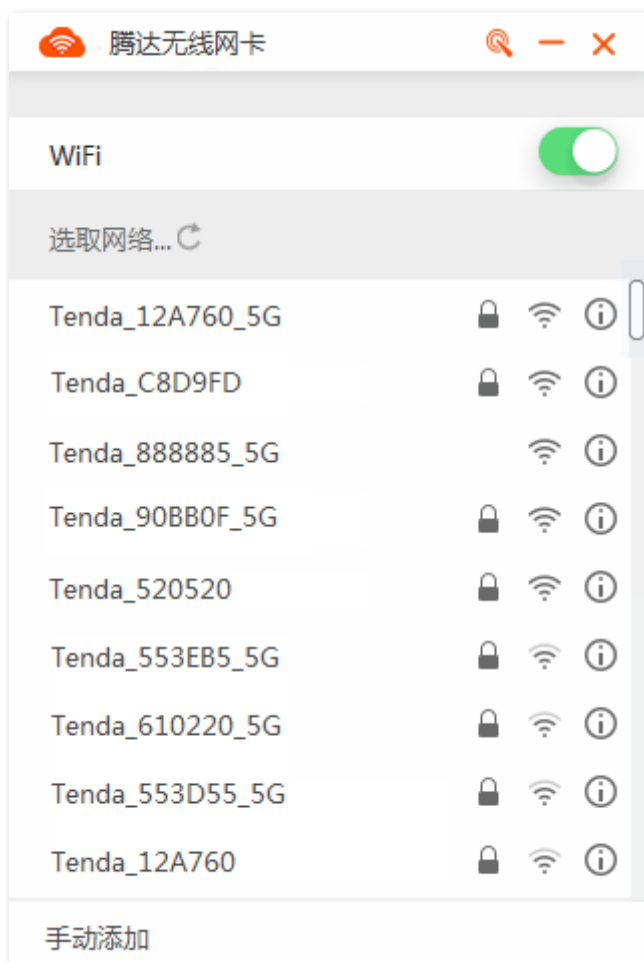 腾达无线网卡
WiFi
选取网络...
Tenda_12A760_5G
Tenda_C8D9FD
Tenda_888885_5G
Tenda_90BB0F_5G
Tenda_520520
Tenda_553EB5_5G
Tenda_610220_5G
Tenda_553D55_5G
Tenda_12A760
手动添加